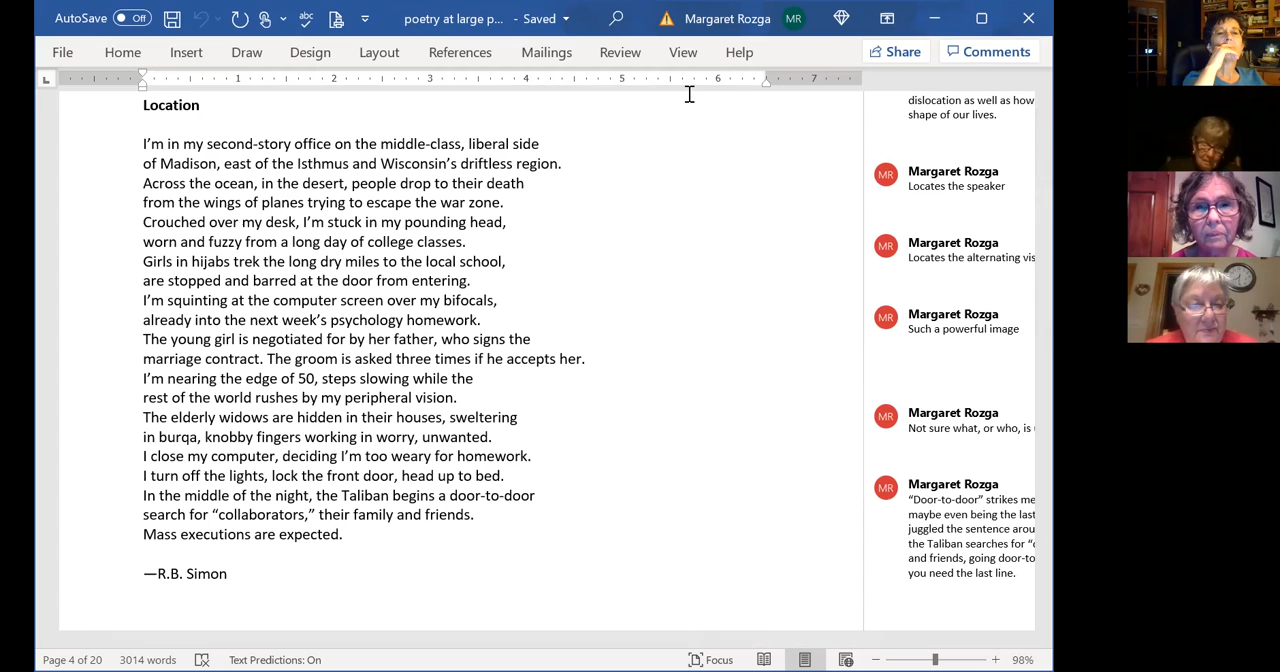 AutoSave Off poetry at large p... - Saved Margaret Rozga MR
File Home Insert Draw Design Layout References Mailings Review View Help Share Comments
1 2 3 4 5 6 7
Location
I'm in my second-story office on the middle-class, liberal side
of Madison, east of the Isthmus and Wisconsin's driftless region.
Across the ocean, in the desert, people drop to their death
from the wings of planes trying to escape the war zone.
Crouched over my desk, I'm stuck in my pounding head,
worn and fuzzy from a long day of college classes.
Girls in hijabs trek the long dry miles to the local school,
are stopped and barred at the door from entering.
I'm squinting at the computer screen over my bifocals,
already into the next week's psychology homework.
The young girl is negotiated for by her father, who signs the
marriage contract. The groom is asked three times if he accepts her.
I'm nearing the edge of 50, steps slowing while the
rest of the world rushes by my peripheral vision.
The elderly widows are hidden in their houses, sweltering
in burqa, knobby fingers working in worry, unwanted.
I close my computer, deciding I'm too weary for homework.
I turn off the lights, lock the front door, head up to bed.
In the middle of the night, the Taliban begins a door-to-door
search for "collaborators," their family and friends.
Mass executions are expected.
—R.B. Simon
dislocation as well as how
shape of our lives.
MR Margaret Rozga
Locates the speaker
MR Margaret Rozga
Locates the alternating vis
MR Margaret Rozga
Such a powerful image
MR Margaret Rozga
Not sure what, or who, is
MR Margaret Rozga
"Door-to-door" strikes me
maybe even being the last
juggled the sentence arou
the Taliban searches for "c
and friends, going door-to
you need the last line.
Page 4 of 20 3014 words Text Predictions: On Focus 98%